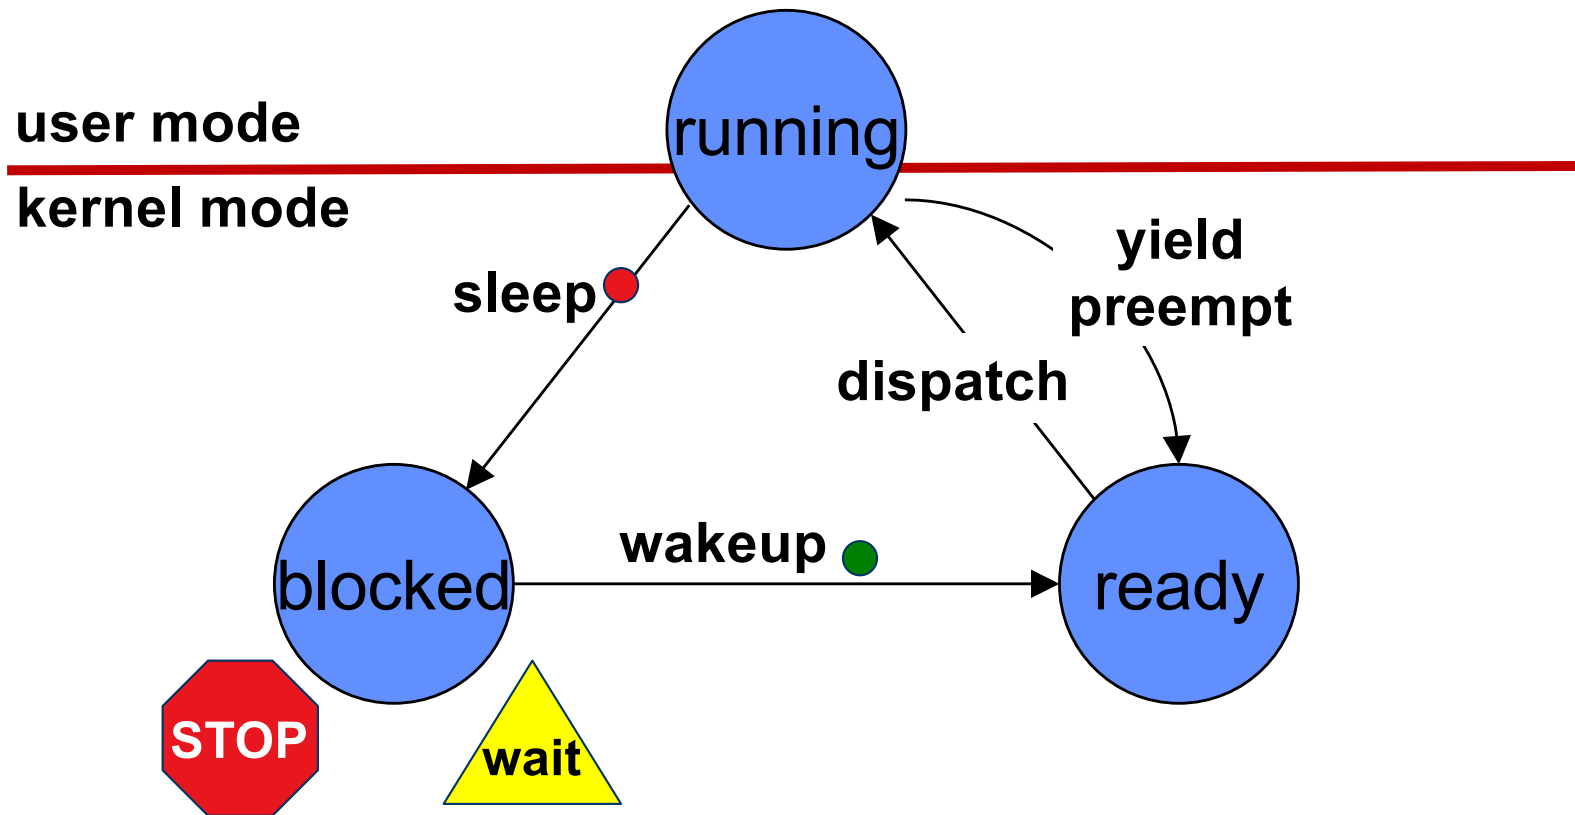 user mode
running
kernel mode
yield
preempt
sleep
dispatch
wakeup
blocked
ready
STOP
wait